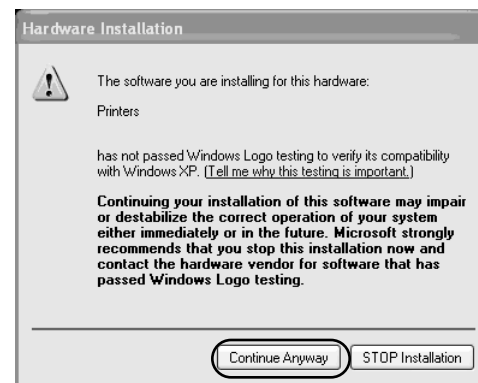 Hardware Installation
The software you are installing for this hardware:
Printers
has not passed Windows Logo testing to verify its compatibility
with Windows XP. (Tell me why this testing is important.)
Continuing your installation of this software may impair
or destabilize the correct operation of your system
either immediately or in the future. Microsoft strongly
recommends that you stop this installation now and
contact the hardware vendor for software that has
passed Windows Logo testing.
Continue Anyway
STOP Installation